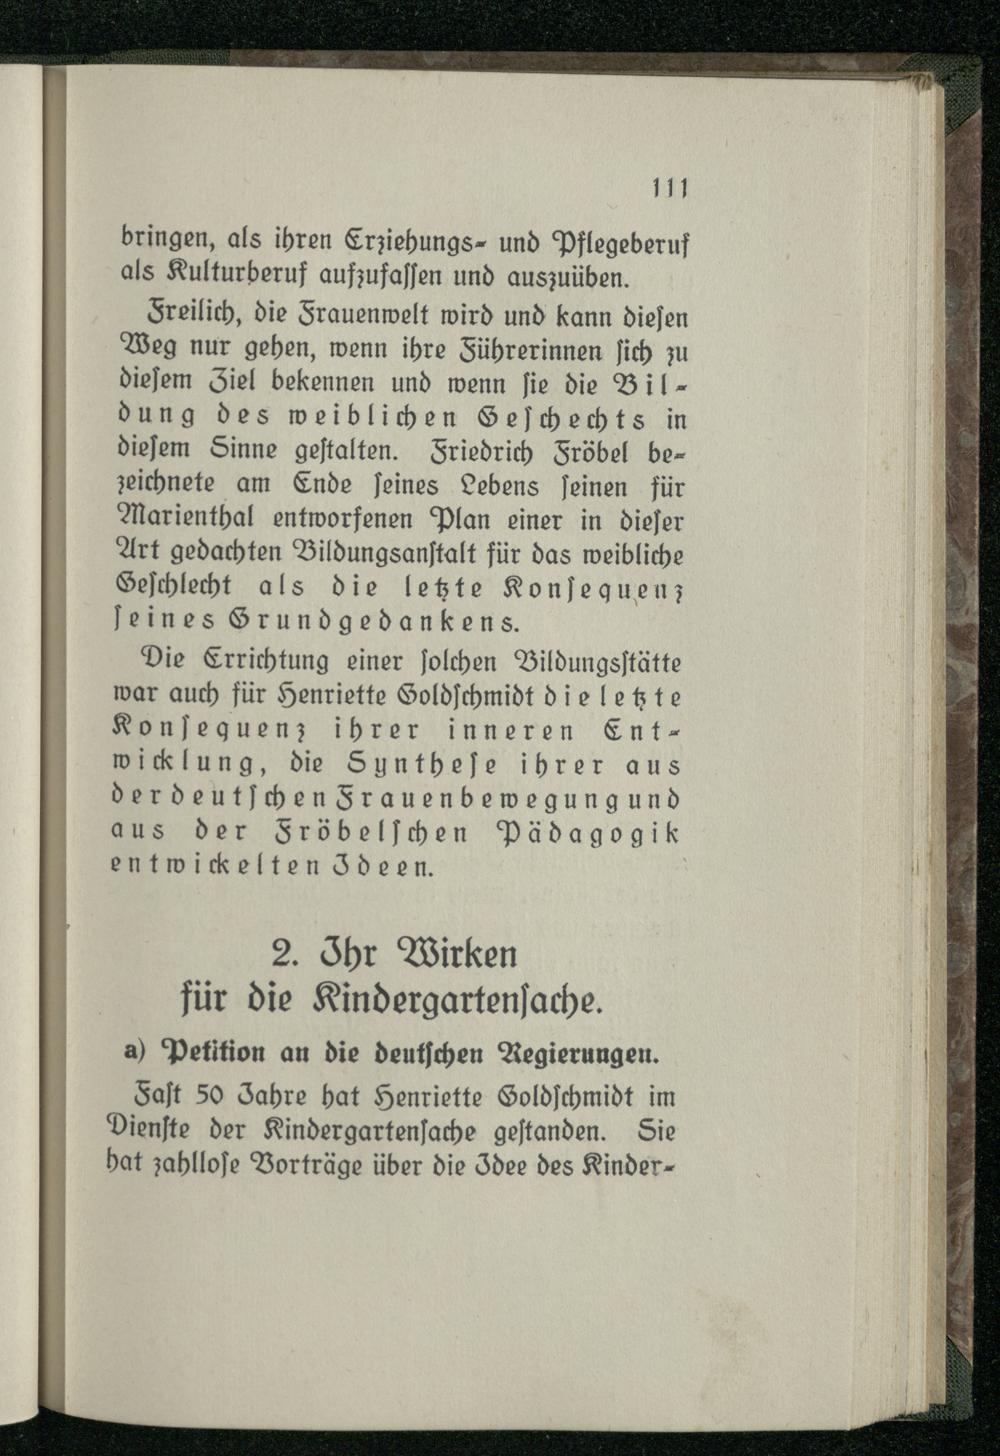 111
bringen, als ihren Erziehungs- und Pflegeberuf
als Kulturberuf aufzufassen und auszuüben.
Freilich, die Frauenwelt wird und kann diesen
Weg nur gehen, wenn ihre Führerinnen sich zu
diesem Ziel bekennen und wenn sie die Bil-
dung des weiblichen Geschechts in
diesem Sinne gestalten. Friedrich Fröbel be-
zeichnete am Ende seines Lebens seinen für
Marienthal entworfenen Plan einer in dieser
Art gedachten Bildungsanstalt für das weibliche
Geschlecht als die letzte Konsequenz
seines Grundgedankens.
Die Errichtung einer solchen Bildungsstätte
war auch für Henriette Goldschmidt die letzte
Konsequenz ihrer inneren Ent-
wicklung, die Synthese ihrer aus
der deutschen Frauenbewegung und
aus der Fröbelschen Pädagogik
entwickelten Ideen.
2. Ihr Wirken
für die Kindergartensache.
a) Petition an die deutschen Regierungen.
Fast 50 Jahre hat Henriette Goldschmidt im
Dienste der Kindergartensache gestanden. Sie
hat zahllose Vorträge über die Idee des Kinder-